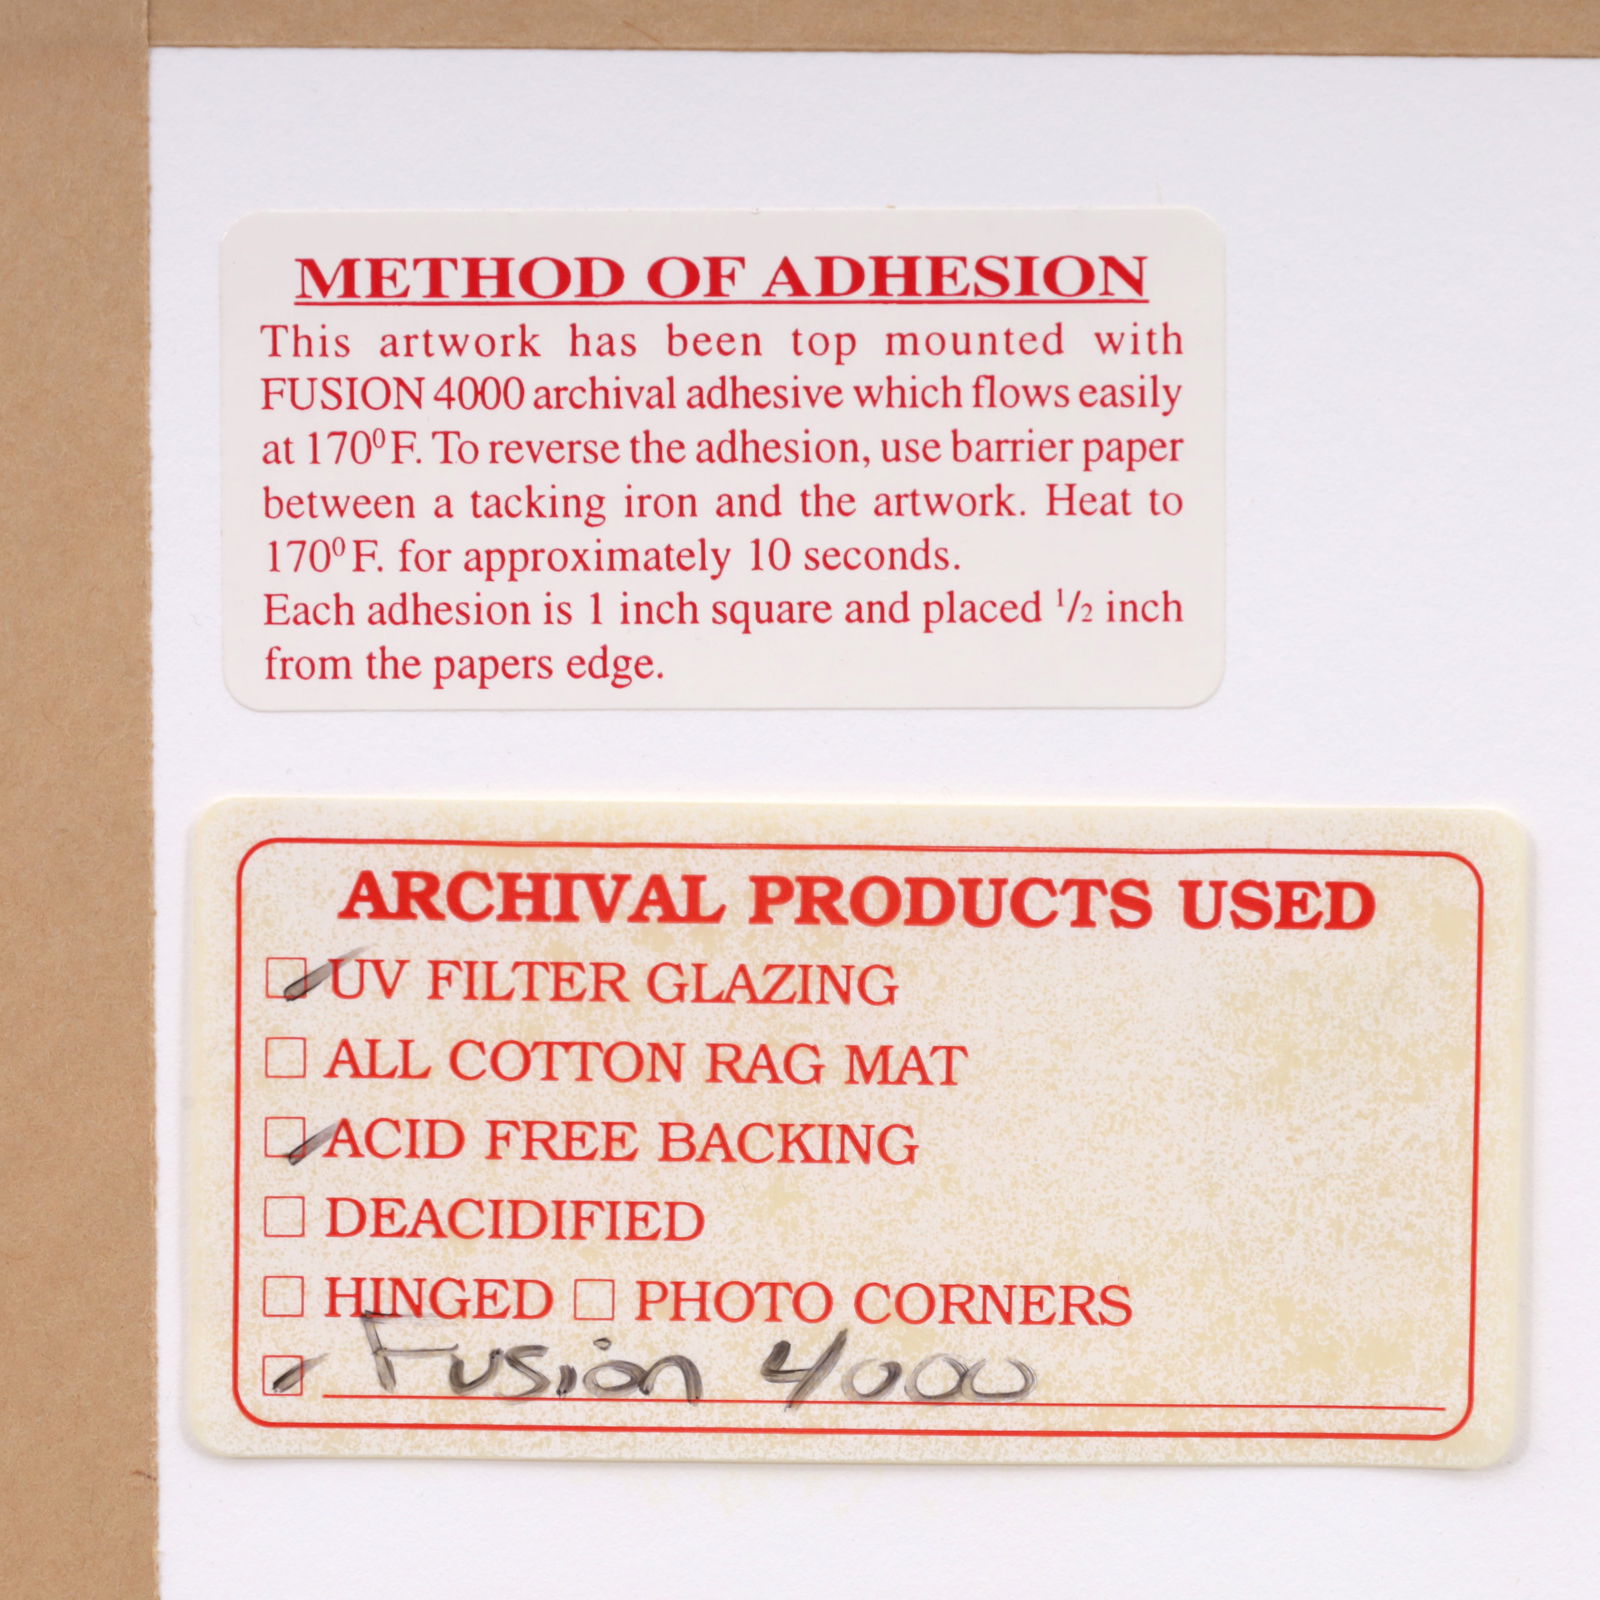 METHOD OF ADHESION
This artwork has been top mounted with
FUSION 4000 archival adhesive which flows easily
at 170⁰ F. To reverse the adhesion, use barrier paper
between a tacking iron and the artwork. Heat to
170⁰ F. for approximately 10 seconds.
Each adhesion is 1 inch square and placed ¹/₂ inch
from the papers edge.
ARCHIVAL PRODUCTS USED
UV FILTER GLAZING
ALL COTTON RAG MAT
ACID FREE BACKING
DEACIDIFIED
HINGED PHOTO CORNERS
Fusion 4000